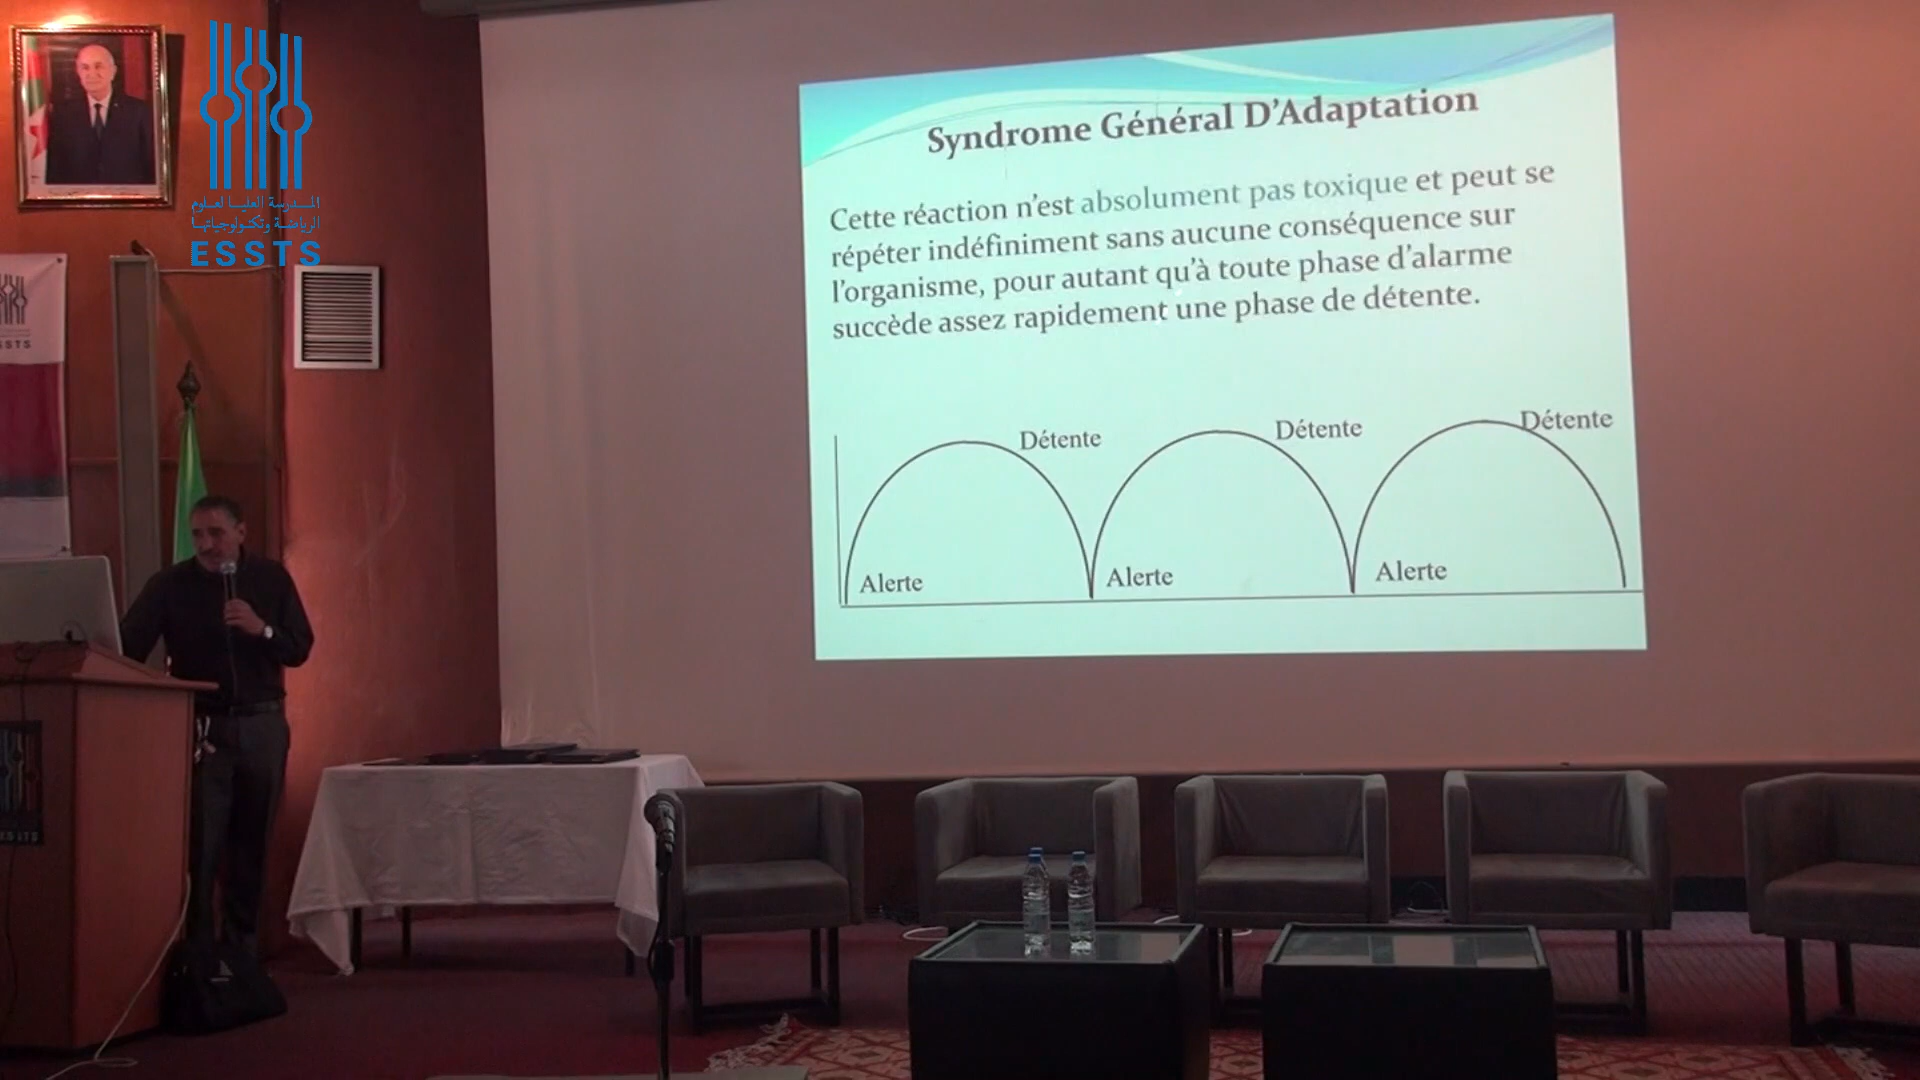 المدرسة العليا لعلوم
الرياضة وتكنولوجياتها
ESSTS
Syndrome Général D'Adaptation
Cette réaction n'est absolument pas toxique et peut se
répéter indéfiniment sans aucune conséquence sur
l'organisme, pour autant qu'à toute phase d'alarme
succède assez rapidement une phase de détente.
Détente
Détente
Détente
Alerte
Alerte
Alerte